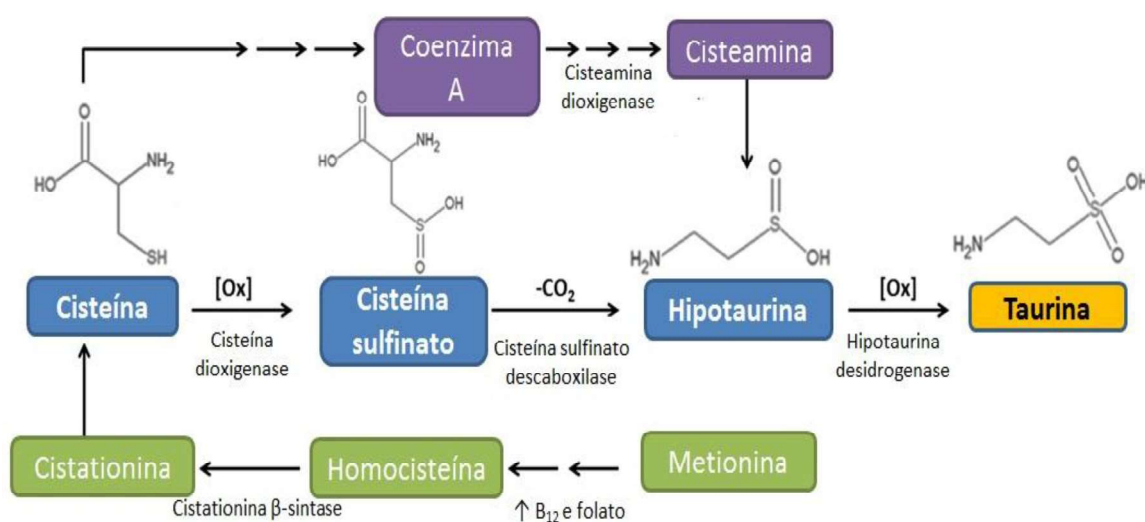 Coenzima
A
Cisteamina
dioxigenase
Cisteamina
O
NH₂
HO
SH
O
NH₂
HO
OH
S
O
O
S
H₂N
OH
O
OH
S
H₂N
O
Cisteína
[Ox]
Cisteína
dioxigenase
Cisteína
sulfinato
-CO₂
Cisteína sulfinato
descaboxilase
Hipotaurina
[Ox]
Hipotaurina
desidrogenase
Taurina
Cistationina
Cistationina β-sintase
Homocisteína
↑ B₁₂ e folato
Metionina